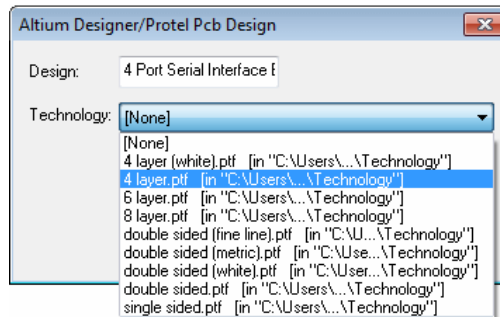 Altium Designer/Protel Pcb Design
Design: 4 Port Serial Interface E
Technology: [None]
[None]
4 layer (white).ptf [in "C:\Users\...\Technology"]
4 layer.ptf [in "C:\Users\...\Technology"]
6 layer.ptf [in "C:\Users\...\Technology"]
8 layer.ptf [in "C:\Users\...\Technology"]
double sided (fine line).ptf [in "C:\U...\Technology"]
double sided (metric).ptf [in "C:\Use...\Technology"]
double sided (white).ptf [in "C:\User...\Technology"]
double sided.ptf [in "C:\Users\...\Technology"]
single sided.ptf [in "C:\Users\...\Technology"]